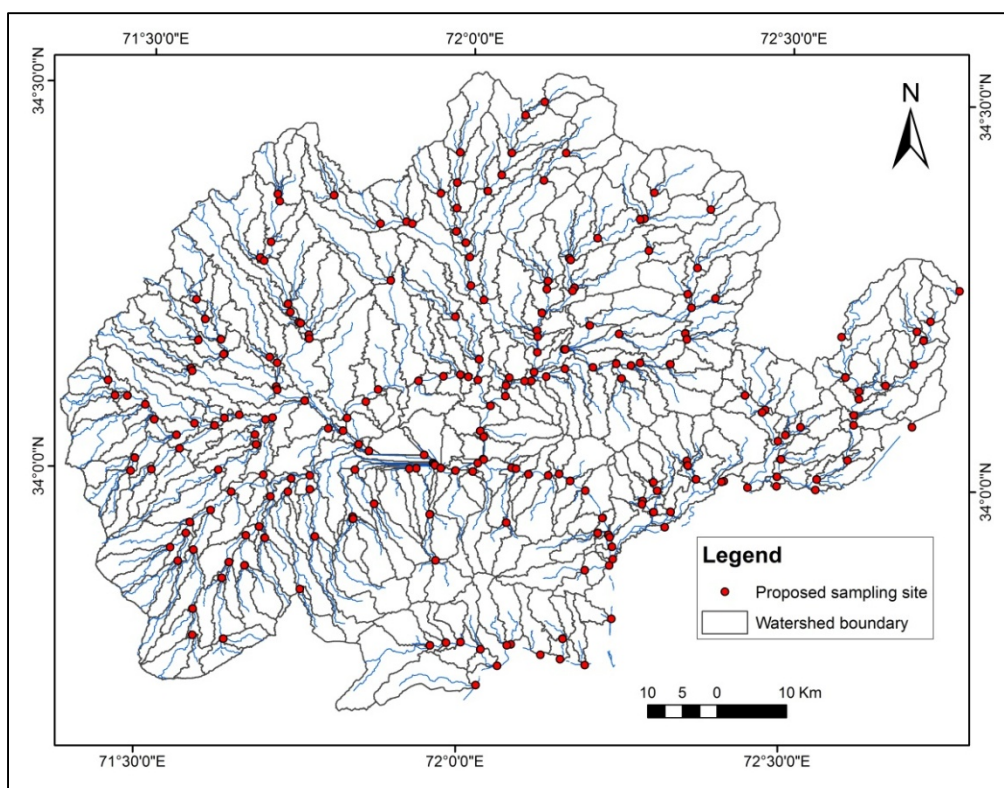 71°30'0"E 72°0'0"E 72°30'0"E
34°30'0"N
34°30'0"N
N
34°0'0"N
34°0'0"N
Legend
Proposed sampling site
Watershed boundary
10 5 0 10 Km
71°30'0"E 72°0'0"E 72°30'0"E